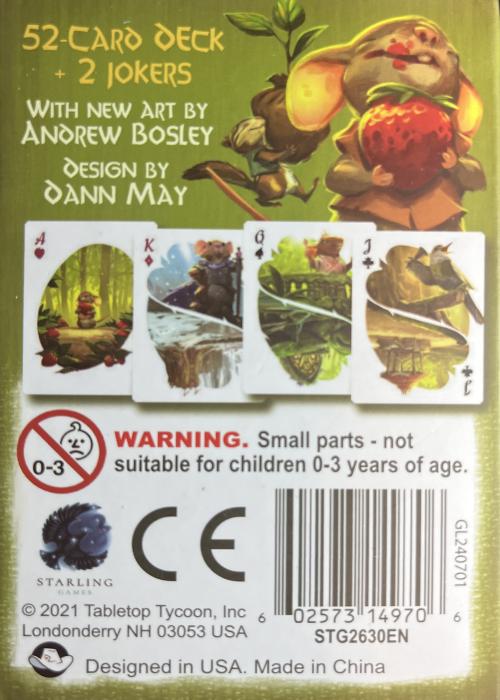 52-CARD DECK
+ 2 JOKERS
WITH NEW ART BY
ANDREW BOSLEY
DESIGN BY
DANN MAY
A
K
Q
J
J
WARNING. Small parts - not
suitable for children 0-3 years of age.
0-3
CE
STARLING
GAMES
© 2021 Tabletop Tycoon, Inc
Londonderry NH 03053 USA
6 02573 14970 6
STG2630EN
GL240701
Designed in USA. Made in China